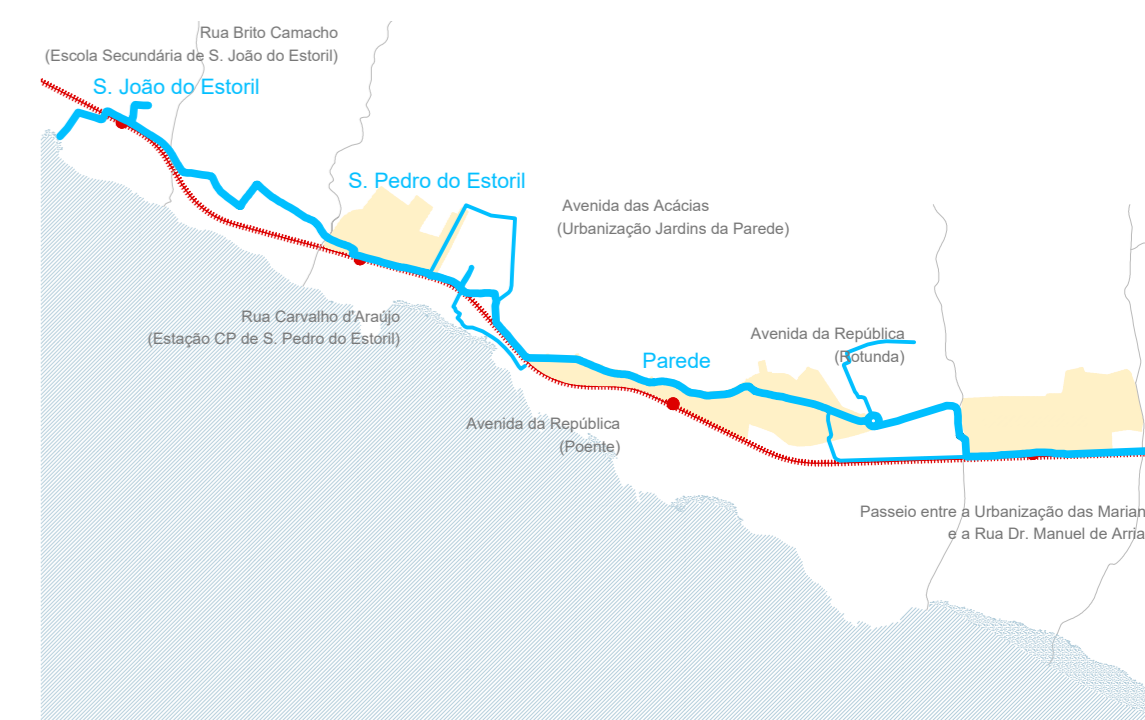 Rua Brito Camacho
(Escola Secundária de S. João do Estoril)
S. João do Estoril
S. Pedro do Estoril
Avenida das Acácias
(Urbanização Jardins da Parede)
Rua Carvalho d'Araújo
(Estação CP de S. Pedro do Estoril)
Avenida da República
(Rotunda)
Parede
Avenida da República
(Poente)
Passeio entre a Urbanização das Marian
e a Rua Dr. Manuel de Arria